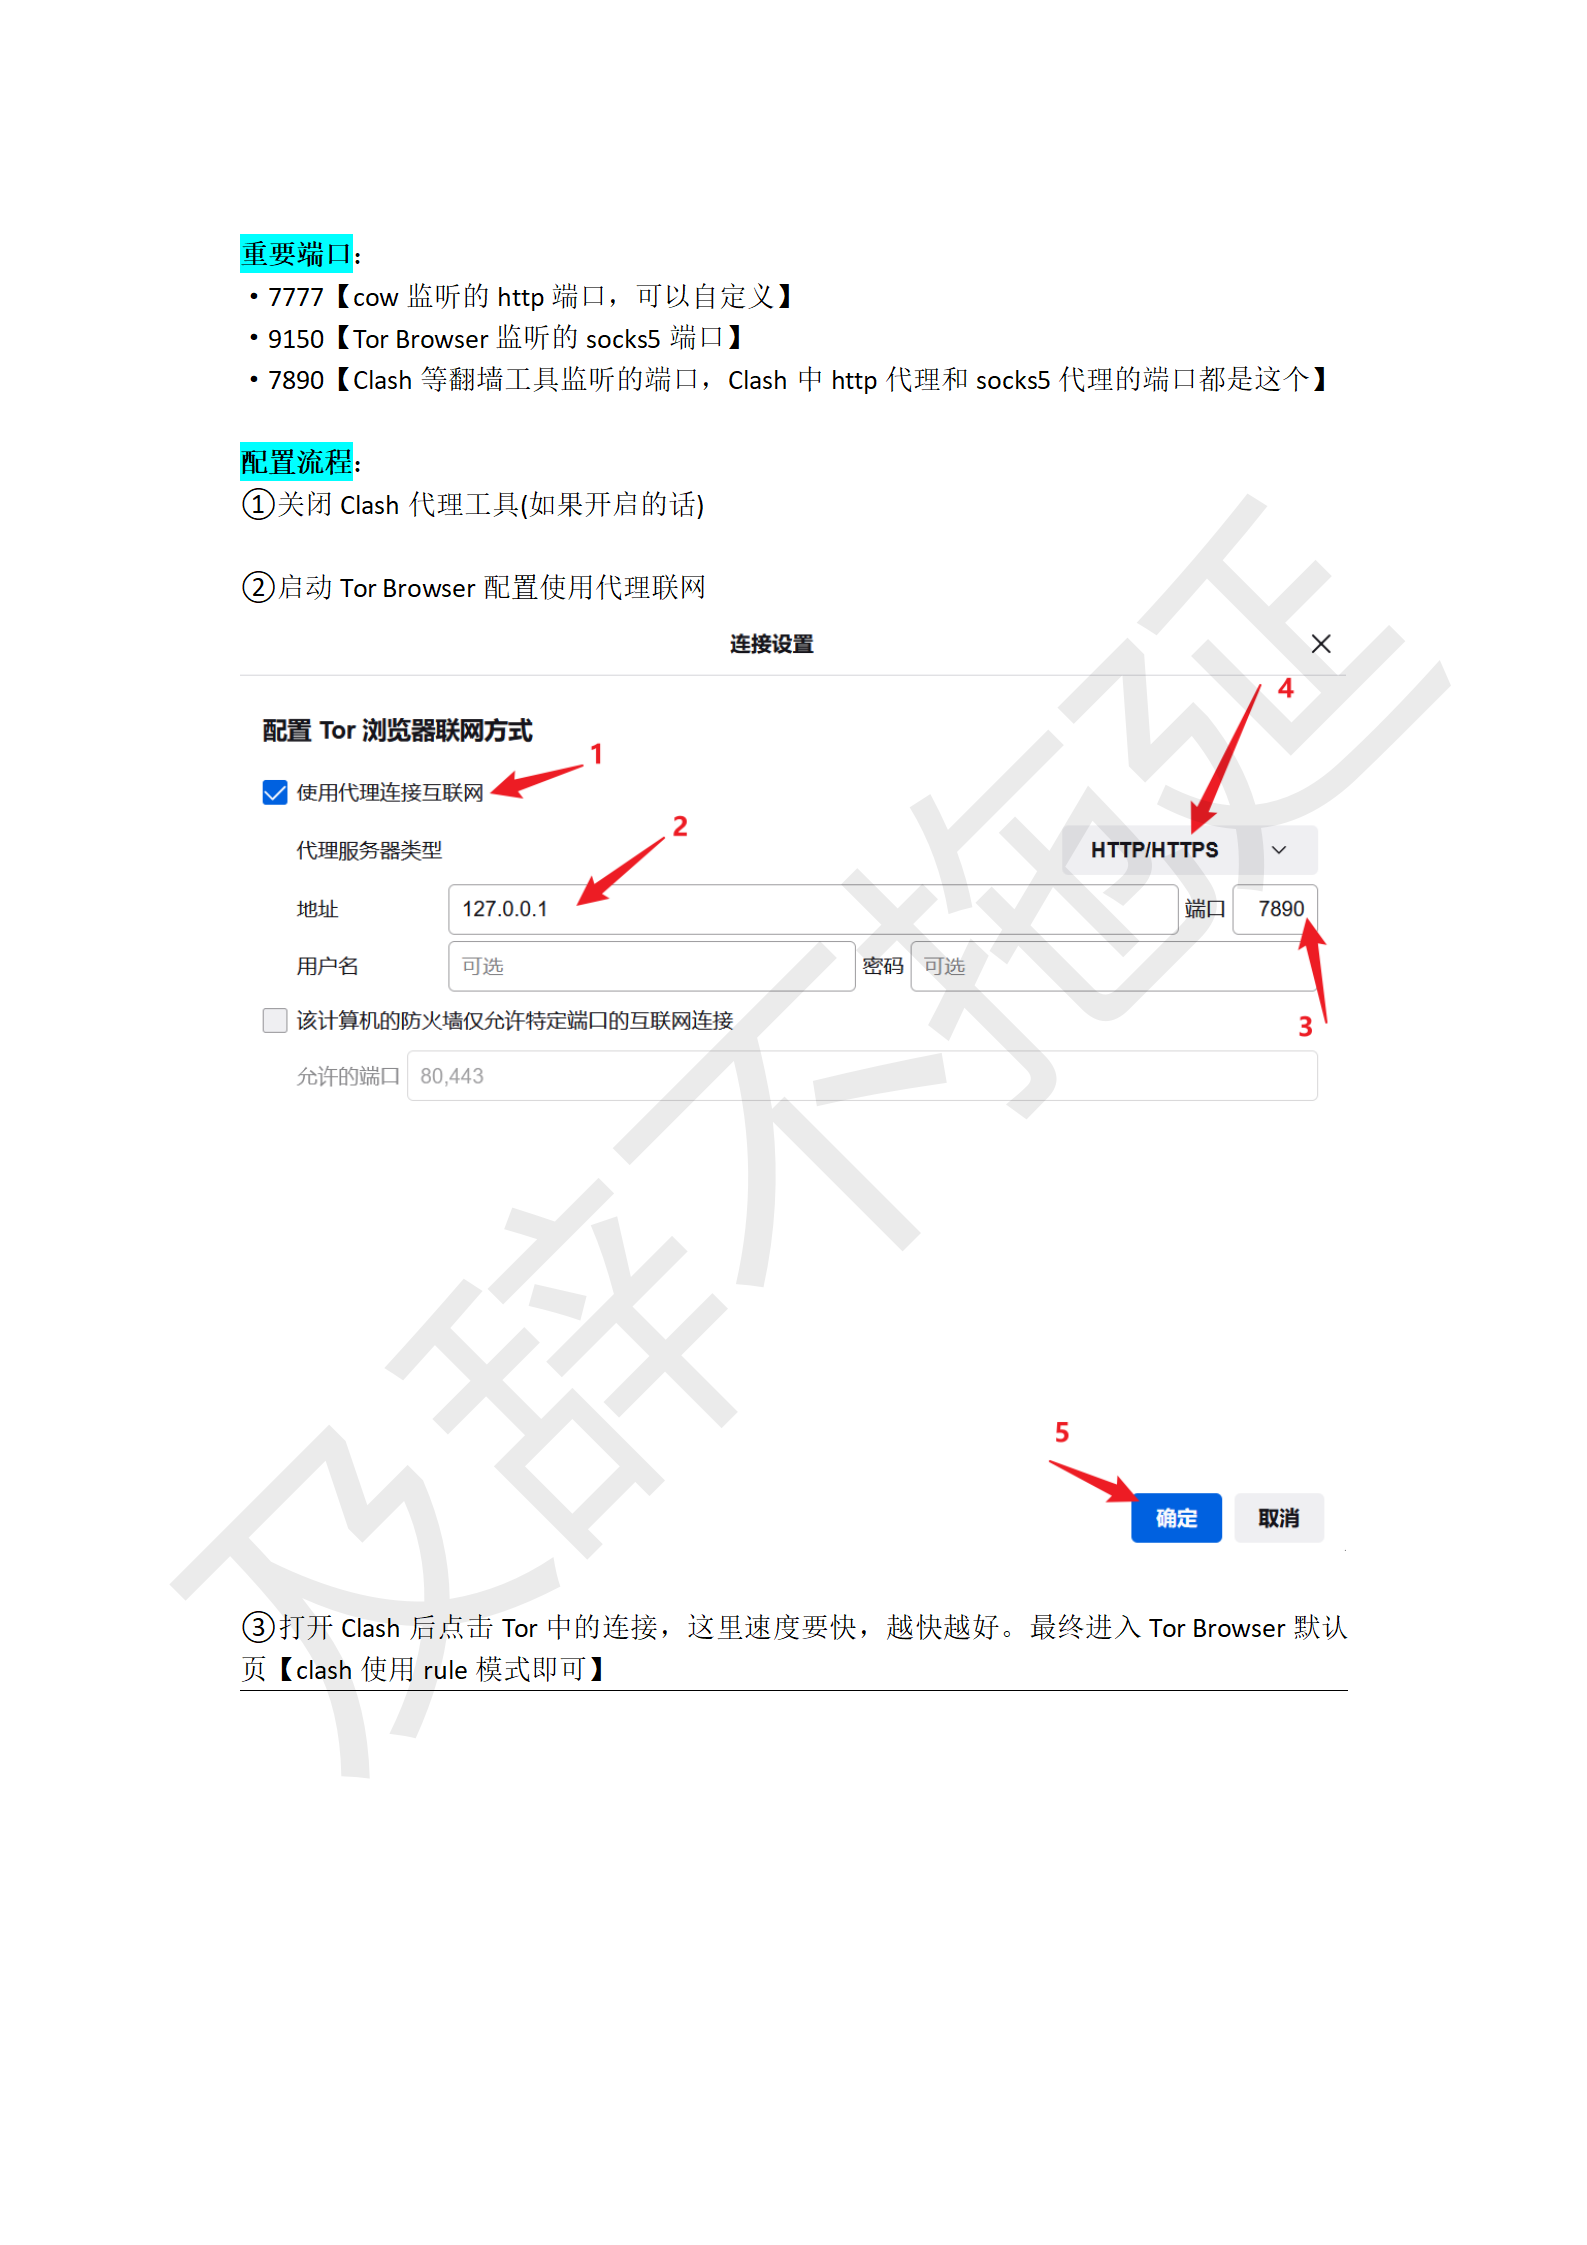 重要端口：
·7777【cow 监听的 http 端口，可以自定义】
·9150【Tor Browser 监听的 socks5 端口】
·7890【Clash 等翻墙工具监听的端口，Clash 中 http 代理和 socks5 代理的端口都是这个】
配置流程：
①关闭 Clash 代理工具(如果开启的话)
②启动 Tor Browser 配置使用代理联网
连接设置
4
配置 Tor 浏览器联网方式
1
使用代理连接互联网
2
代理服务器类型 HTTP/HTTPS
地址 127.0.0.1 端口 7890
用户名 可选 密码 可选
该计算机的防火墙仅允许特定端口的互联网连接
3
允许的端口 80,443
5
确定 取消
③打开 Clash 后点击 Tor 中的连接，这里速度要快，越快越好。最终进入 Tor Browser 默认
页【clash 使用 rule 模式即可】
及辞不拖延